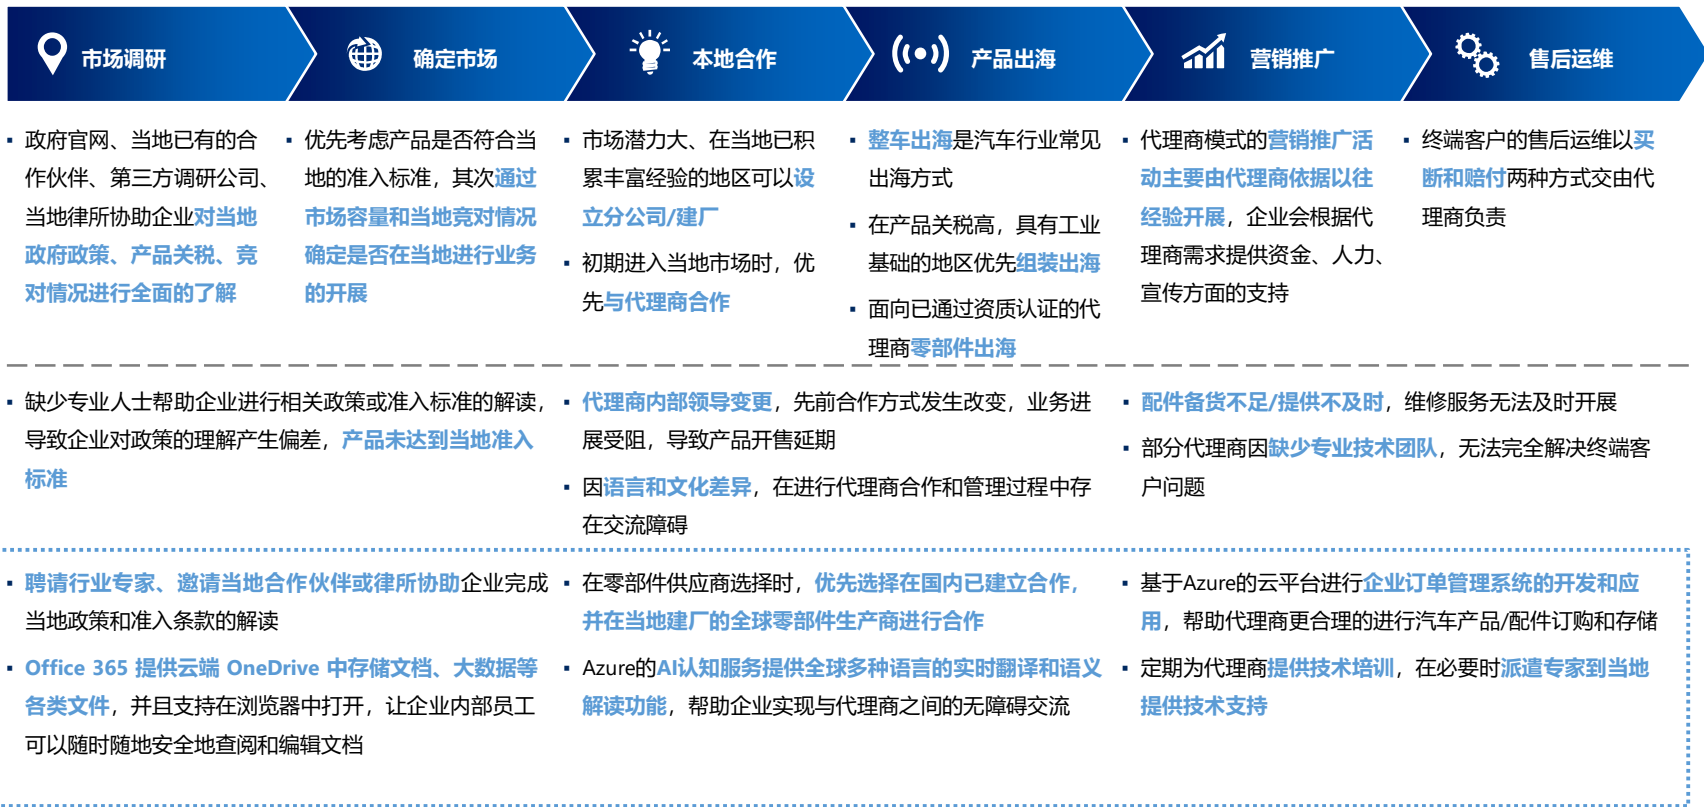 市场调研
确定市场
本地合作
产品出海
营销推广
售后运维
▪ 政府官网、当地已有的合
作伙伴、第三方调研公司、
当地律所协助企业对当地
政府政策、产品关税、竞
对情况进行全面的了解
▪ 优先考虑产品是否符合当
地的准入标准，其次通过
市场容量和当地竞对情况
确定是否在当地进行业务
的开展
▪ 市场潜力大、在当地已积
累丰富经验的地区可以设
立分公司/建厂
▪ 初期进入当地市场时，优
先与代理商合作
▪ 整车出海是汽车行业常见
出海方式
▪ 在产品关税高，具有工业
基础的地区优先组装出海
▪ 面向已通过资质认证的代
理商零部件出海
▪ 代理商模式的营销推广活
动主要由代理商依据以往
经验开展，企业会根据代
理商需求提供资金、人力、
宣传方面的支持
▪ 终端客户的售后运维以买
断和赔付两种方式交由代
理商负责
▪ 缺少专业人士帮助企业进行相关政策或准入标准的解读，
导致企业对政策的理解产生偏差，产品未达到当地准入
标准
▪ 代理商内部领导变更，先前合作方式发生改变，业务进
展受阻，导致产品开售延期
▪ 因语言和文化差异，在进行代理商合作和管理过程中存
在交流障碍
▪ 配件备货不足/提供不及时，维修服务无法及时开展
▪ 部分代理商因缺少专业技术团队，无法完全解决终端客
户问题
▪ 聘请行业专家、邀请当地合作伙伴或律所协助企业完成
当地政策和准入条款的解读
▪ Office 365 提供云端 OneDrive 中存储文档、大数据等
各类文件，并且支持在浏览器中打开，让企业内部员工
可以随时随地安全地查阅和编辑文档
▪ 在零部件供应商选择时，优先选择在国内已建立合作，
并在当地建厂的全球零部件生产商进行合作
▪ Azure的AI认知服务提供全球多种语言的实时翻译和语义
解读功能，帮助企业实现与代理商之间的无障碍交流
▪ 基于Azure的云平台进行企业订单管理系统的开发和应
用，帮助代理商更合理的进行汽车产品/配件订购和存储
▪ 定期为代理商提供技术培训，在必要时派遣专家到当地
提供技术支持